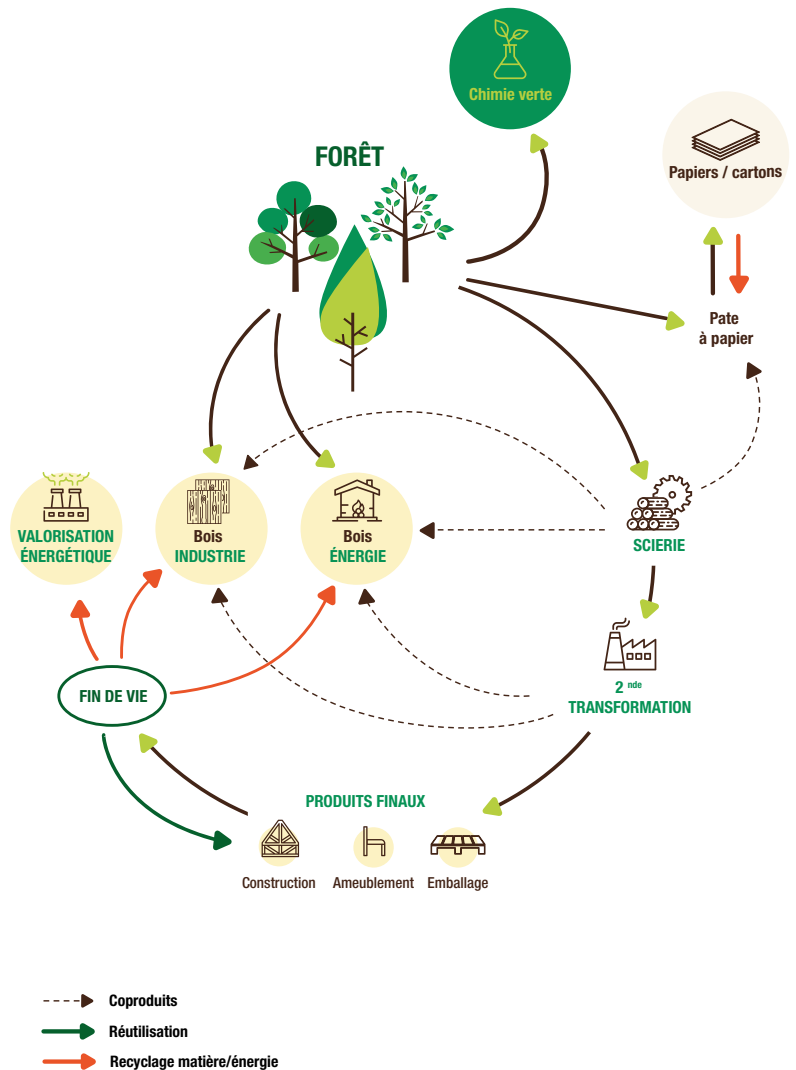 Chimie verte
FORÊT
Papiers / cartons
Pate
à papier
VALORISATION
ÉNERGÉTIQUE
Bois
INDUSTRIE
Bois
ÉNERGIE
SCIERIE
2 nde
TRANSFORMATION
FIN DE VIE
PRODUITS FINAUX
Construction
Ameublement
Emballage
Coproduits
Réutilisation
Recyclage matière/énergie